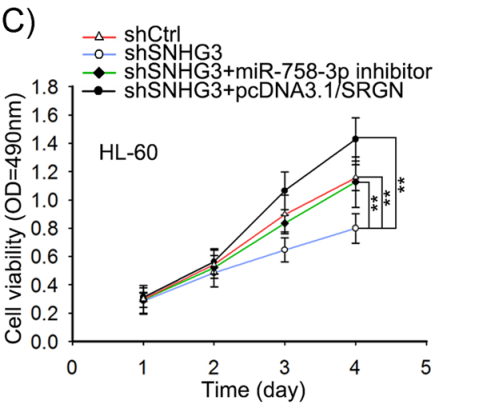 C)
shCtrl
shSNHG3
shSNHG3+miR-758-3p inhibitor
shSNHG3+pcDNA3.1/SRGN
HL-60
Cell viability (OD=490nm)
1.8
1.6
1.4
1.2
1.0
0.8
0.6
0.4
0.2
0.0
** ** **
0 1 2 3 4 5
Time (day)